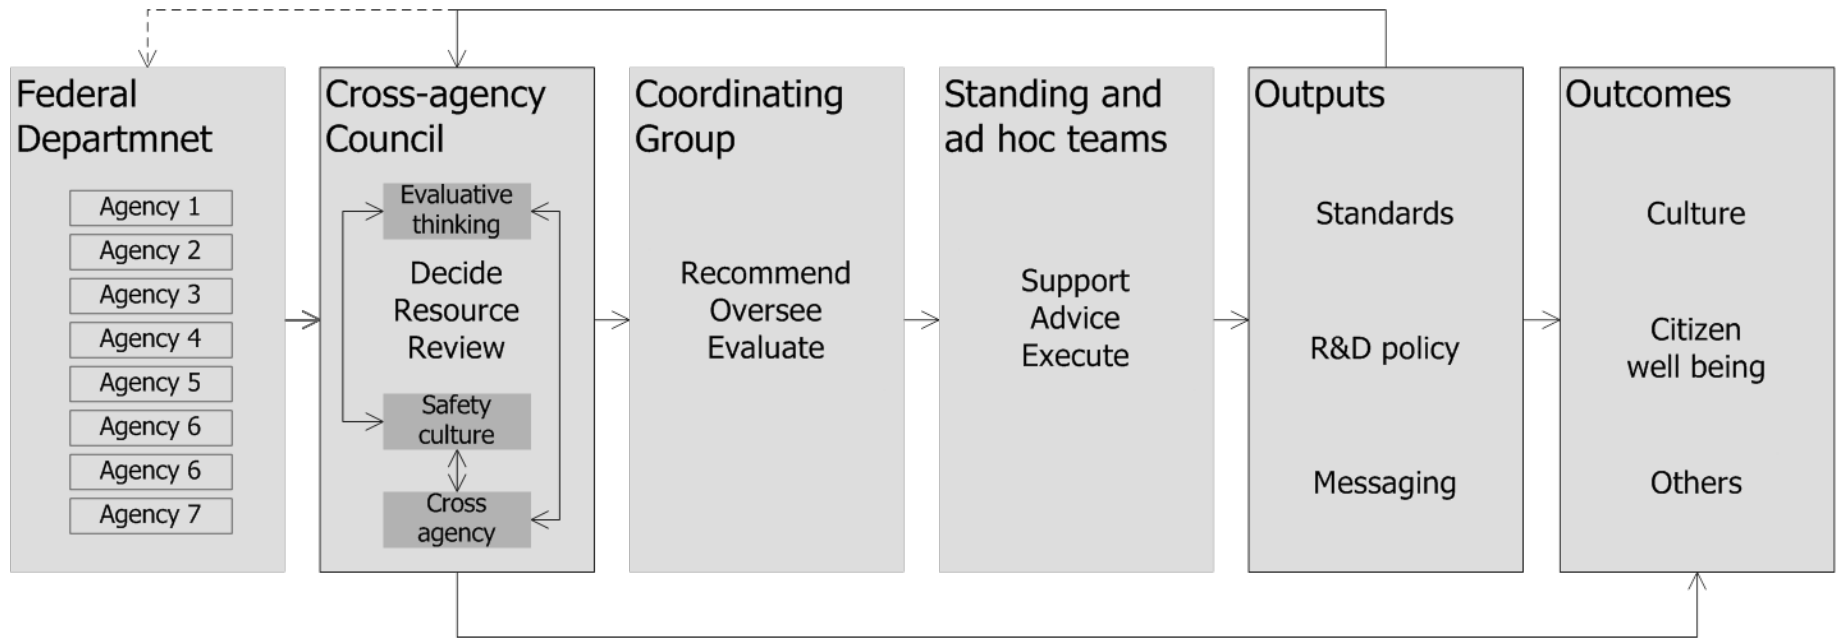 Federal
Departmnet
Agency 1
Agency 2
Agency 3
Agency 4
Agency 5
Agency 6
Agency 6
Agency 7
Cross-agency
Council
Evaluative
thinking
Decide
Resource
Review
Safety
culture
Cross
agency
Coordinating
Group
Recommend
Oversee
Evaluate
Standing and
ad hoc teams
Support
Advice
Execute
Outputs
Standards
R&D policy
Messaging
Outcomes
Culture
Citizen
well being
Others